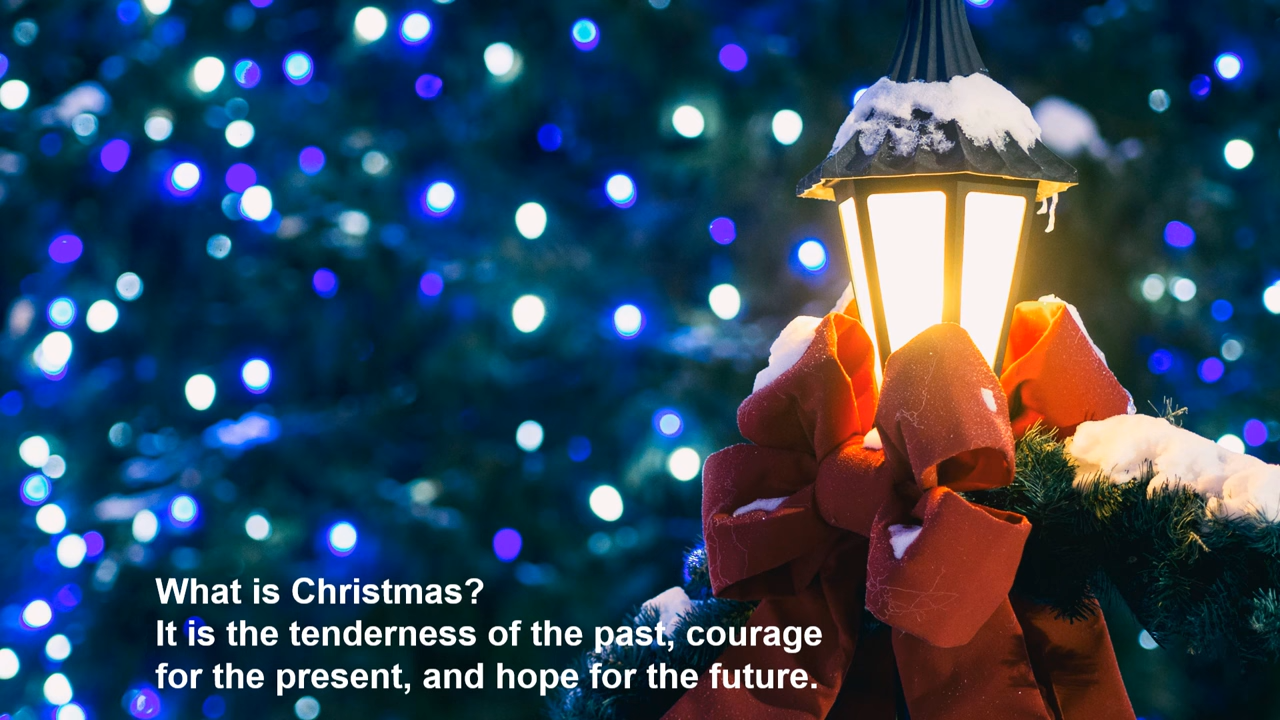 What is Christmas?
It is the tenderness of the past, courage
for the present, and hope for the future.